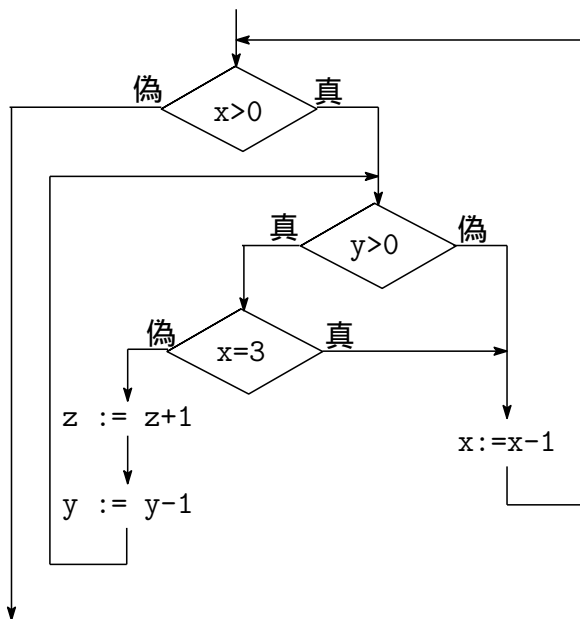 偽 真
x>0
真 偽
y>0
偽 真
x=3
z := z+1
x:=x-1
y := y-1